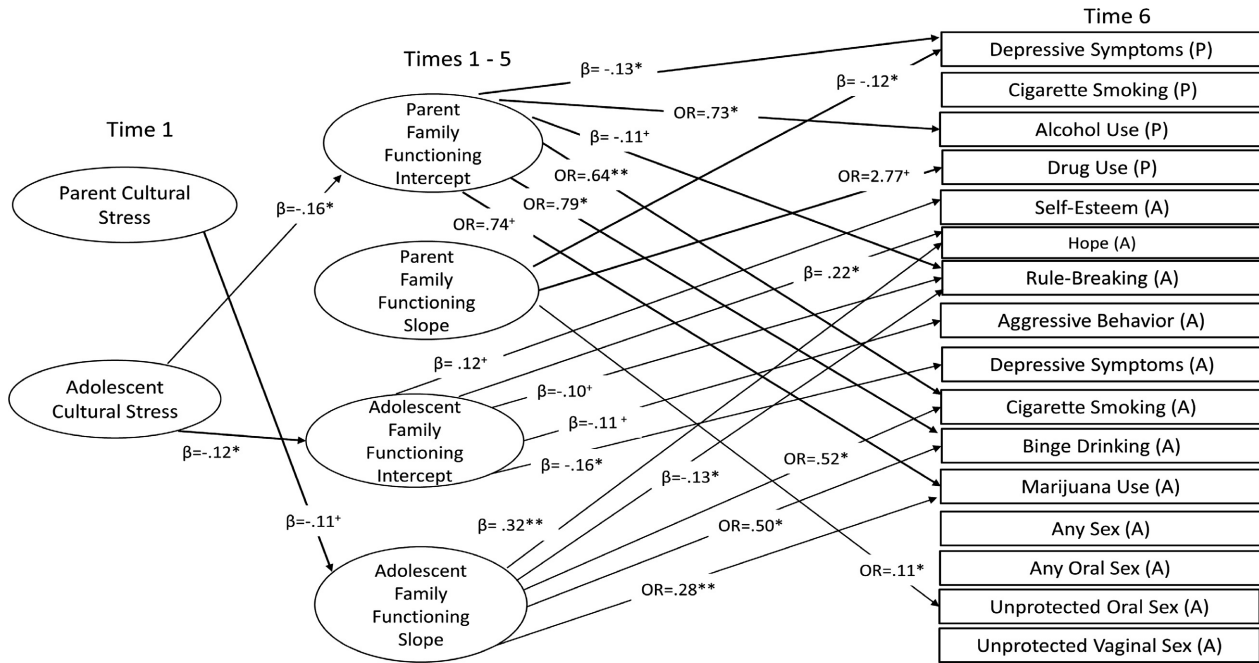 Time 1
Parent Cultural
Stress
Adolescent
Cultural Stress
Times 1 - 5
Parent
Family
Functioning
Intercept
Parent
Family
Functioning
Slope
Adolescent
Family
Functioning
Intercept
Adolescent
Family
Functioning
Slope
β=-.16*
β=-.12*
β=-.11⁺
β= -.13*
β= -.12*
OR=.73*
β= -.11⁺
OR=.64**
OR=2.77⁺
OR=.79*
OR=.74⁺
β= .22*
β= .12⁺
β=-.10⁺
β=-.11⁺
β= -.16*
OR=.52*
β=-.13*
β= .32**
OR=.50*
OR=.11*
OR=.28**
Time 6
Depressive Symptoms (P)
Cigarette Smoking (P)
Alcohol Use (P)
Drug Use (P)
Self-Esteem (A)
Hope (A)
Rule-Breaking (A)
Aggressive Behavior (A)
Depressive Symptoms (A)
Cigarette Smoking (A)
Binge Drinking (A)
Marijuana Use (A)
Any Sex (A)
Any Oral Sex (A)
Unprotected Oral Sex (A)
Unprotected Vaginal Sex (A)